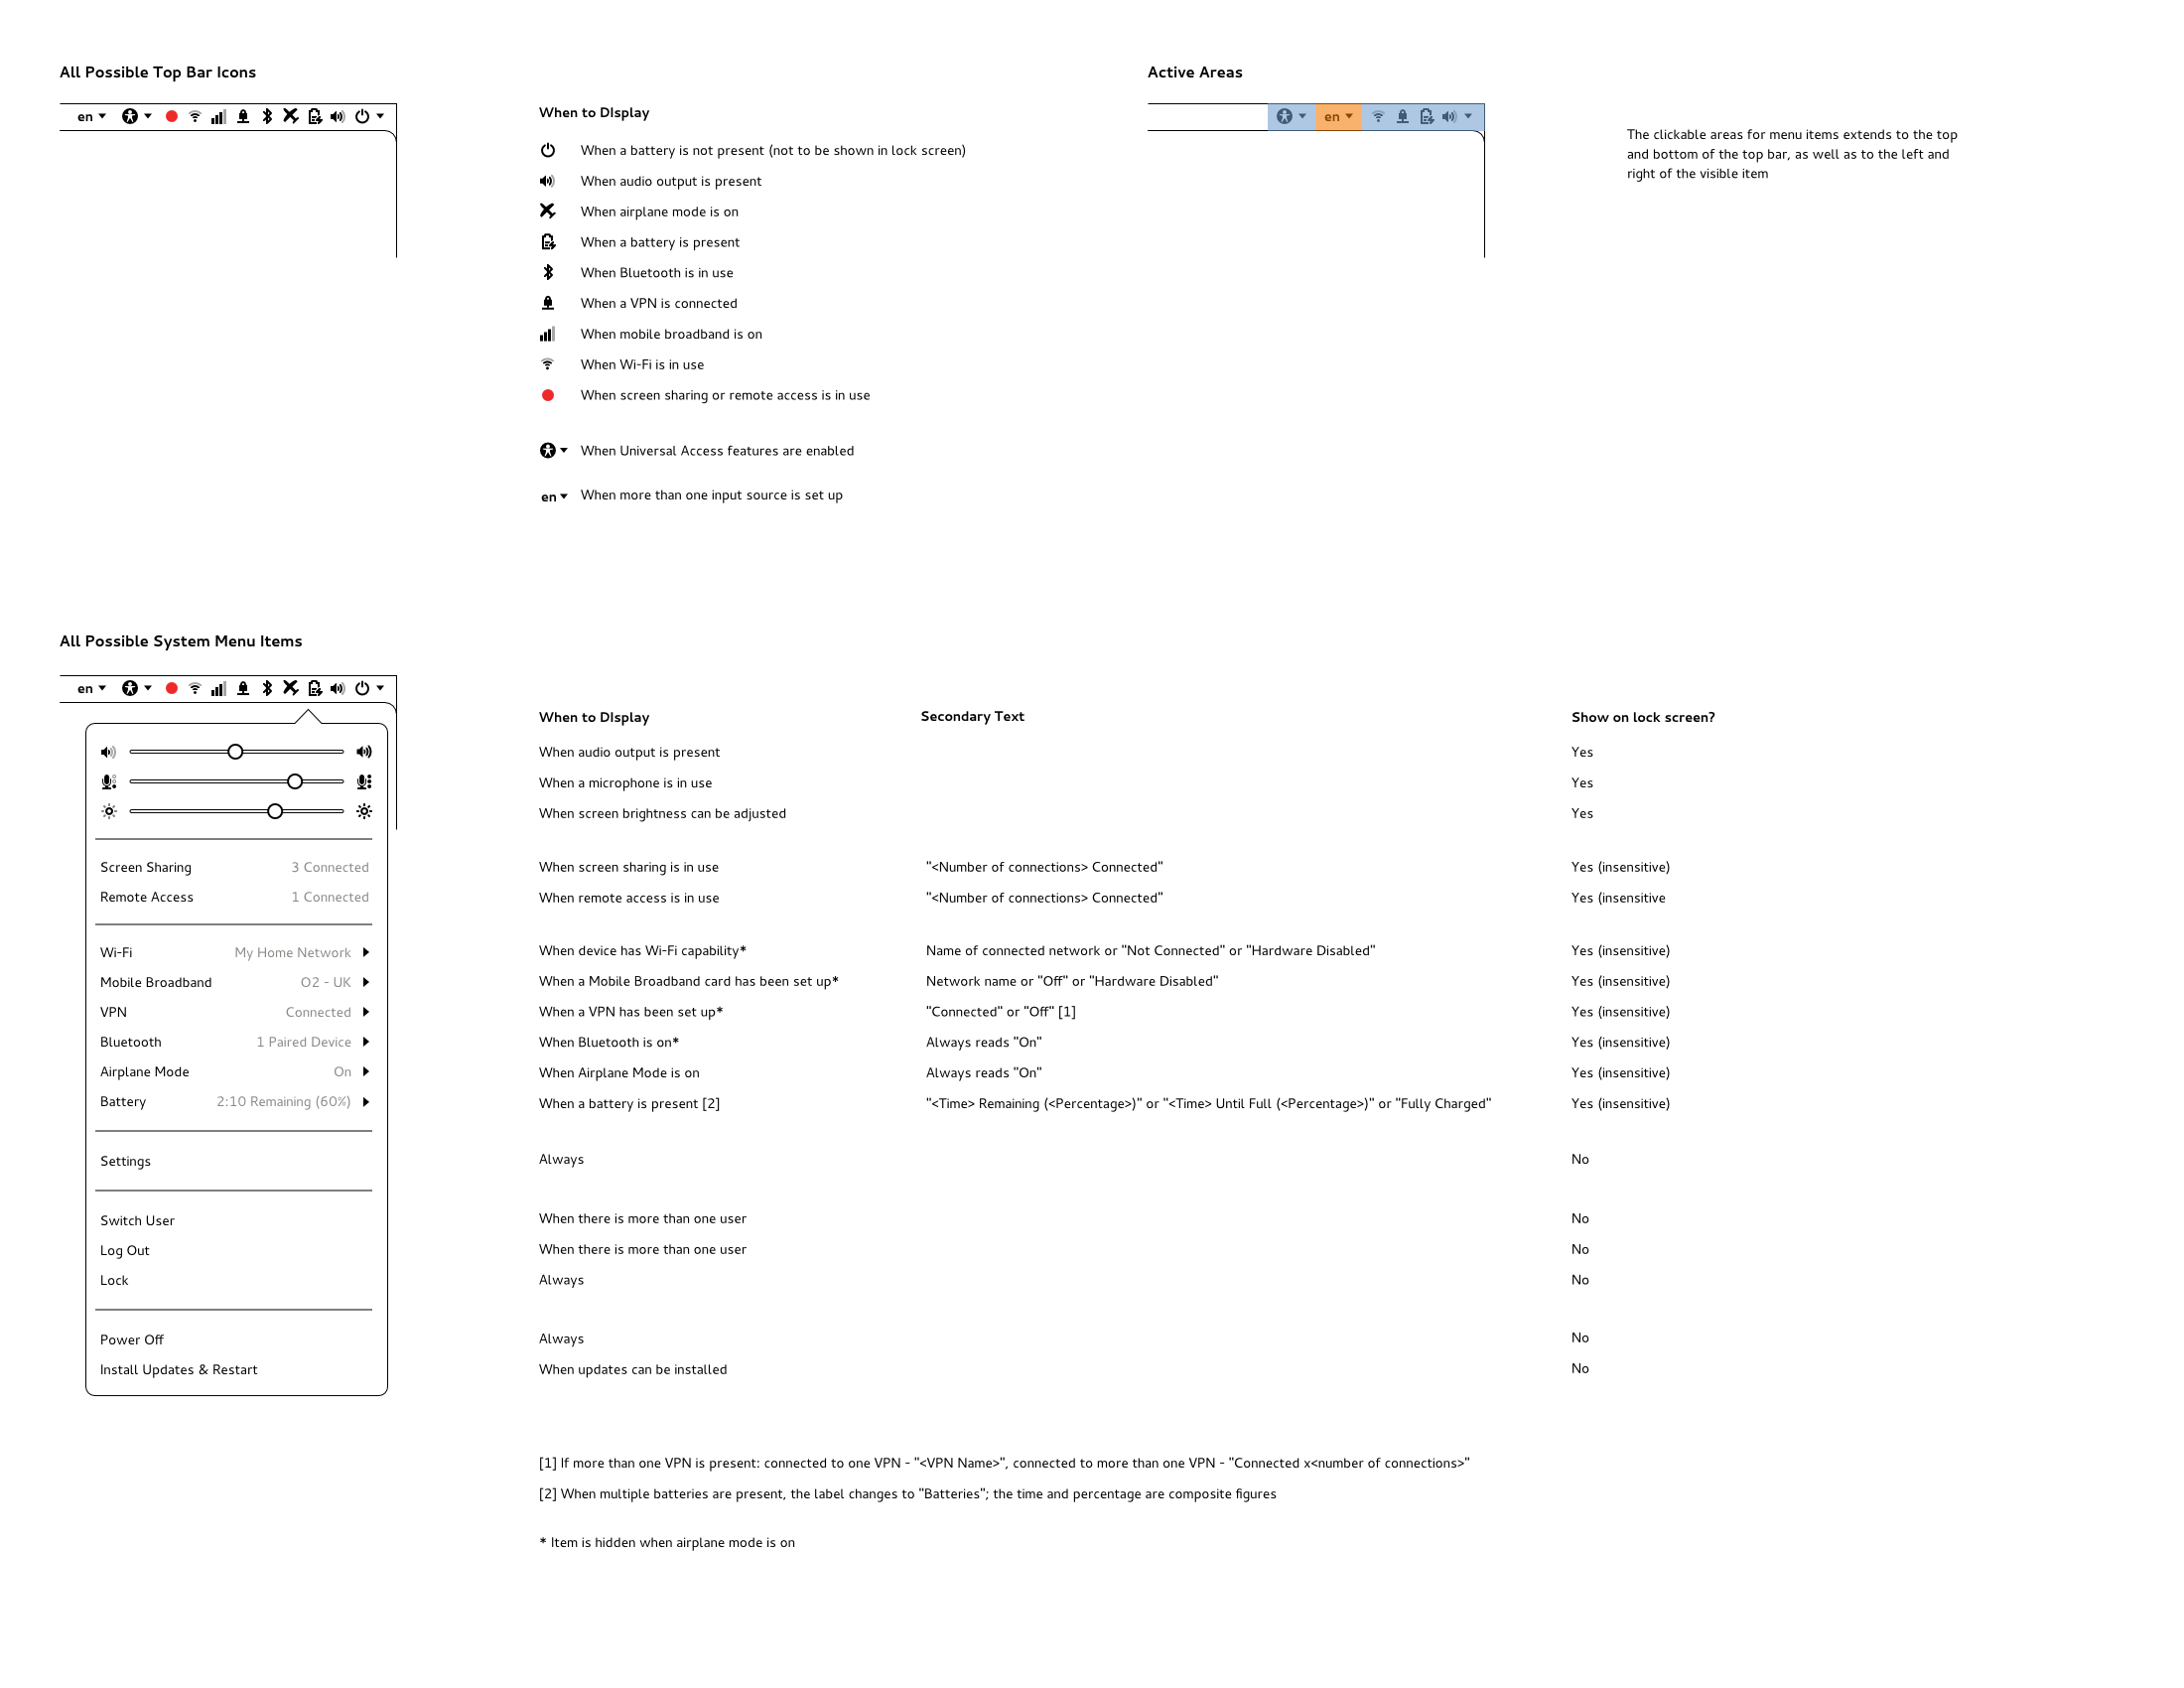 All Possible Top Bar Icons
en
When to DIsplay
When a battery is not present (not to be shown in lock screen)
When audio output is present
When airplane mode is on
When a battery is present
When Bluetooth is in use
When a VPN is connected
When mobile broadband is on
When Wi-Fi is in use
When screen sharing or remote access is in use
When Universal Access features are enabled
en When more than one input source is set up
Active Areas
en
The clickable areas for menu items extends to the top
and bottom of the top bar, as well as to the left and
right of the visible item
All Possible System Menu Items
en
When to DIsplay Secondary Text Show on lock screen?
When audio output is present Yes
When a microphone is in use Yes
When screen brightness can be adjusted Yes
Screen Sharing 3 Connected When screen sharing is in use "<Number of connections> Connected" Yes (insensitive)
Remote Access 1 Connected When remote access is in use "<Number of connections> Connected" Yes (insensitive
Wi-Fi My Home Network When device has Wi-Fi capability* Name of connected network or "Not Connected" or "Hardware Disabled" Yes (insensitive)
Mobile Broadband O2 - UK When a Mobile Broadband card has been set up* Network name or "Off" or "Hardware Disabled" Yes (insensitive)
VPN Connected When a VPN has been set up* "Connected" or "Off" [1] Yes (insensitive)
Bluetooth 1 Paired Device When Bluetooth is on* Always reads "On" Yes (insensitive)
Airplane Mode On When Airplane Mode is on Always reads "On" Yes (insensitive)
Battery 2:10 Remaining (60%) When a battery is present [2] "<Time> Remaining (<Percentage>)" or "<Time> Until Full (<Percentage>)" or "Fully Charged" Yes (insensitive)
Settings Always No
Switch User When there is more than one user No
Log Out When there is more than one user No
Lock Always No
Power Off Always No
Install Updates & Restart When updates can be installed No
[1] If more than one VPN is present: connected to one VPN - "<VPN Name>", connected to more than one VPN - "Connected x<number of connections>"
[2] When multiple batteries are present, the label changes to "Batteries"; the time and percentage are composite figures
* Item is hidden when airplane mode is on